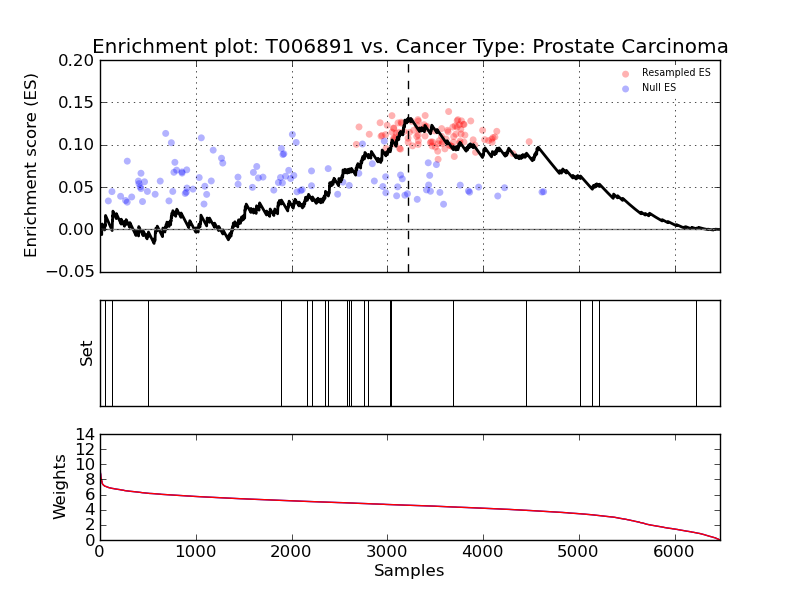 Enrichment plot: T006891 vs. Cancer Type: Prostate Carcinoma
Enrichment score (ES)
0.20
0.15
0.10
0.05
0.00
−0.05
Resampled ES
Null ES
Set
Weights
14
12
10
8
6
4
2
0
0 1000 2000 3000 4000 5000 6000
Samples